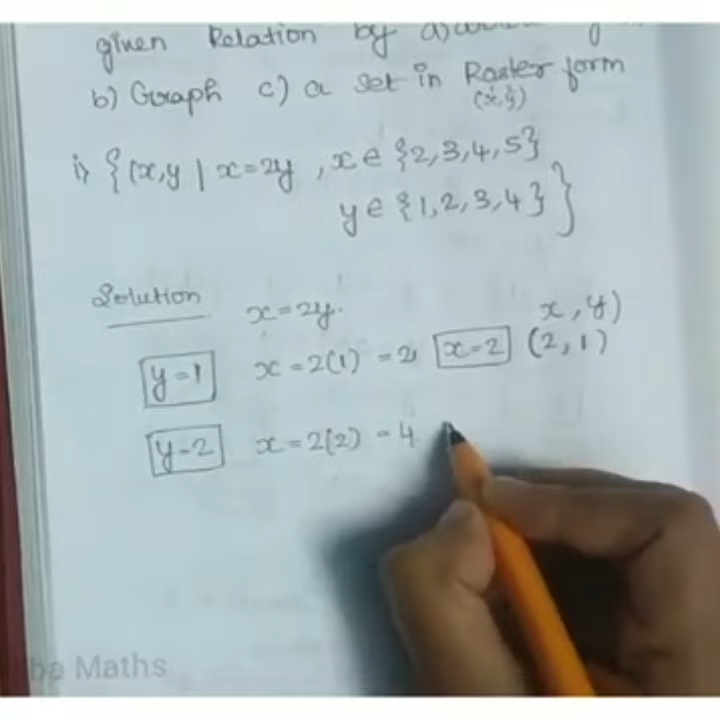 given Relation by a)
b) Graph c) a set in Roster form
(x,y)
i) {(x,y | x=2y , x∈ {2,3,4,5}
y∈ {1,2,3,4} }
Solution x=2y.
x,y)
y=1 x=2(1) =2 x=2 (2,1)
y=2 x=2(2) =4
Maths